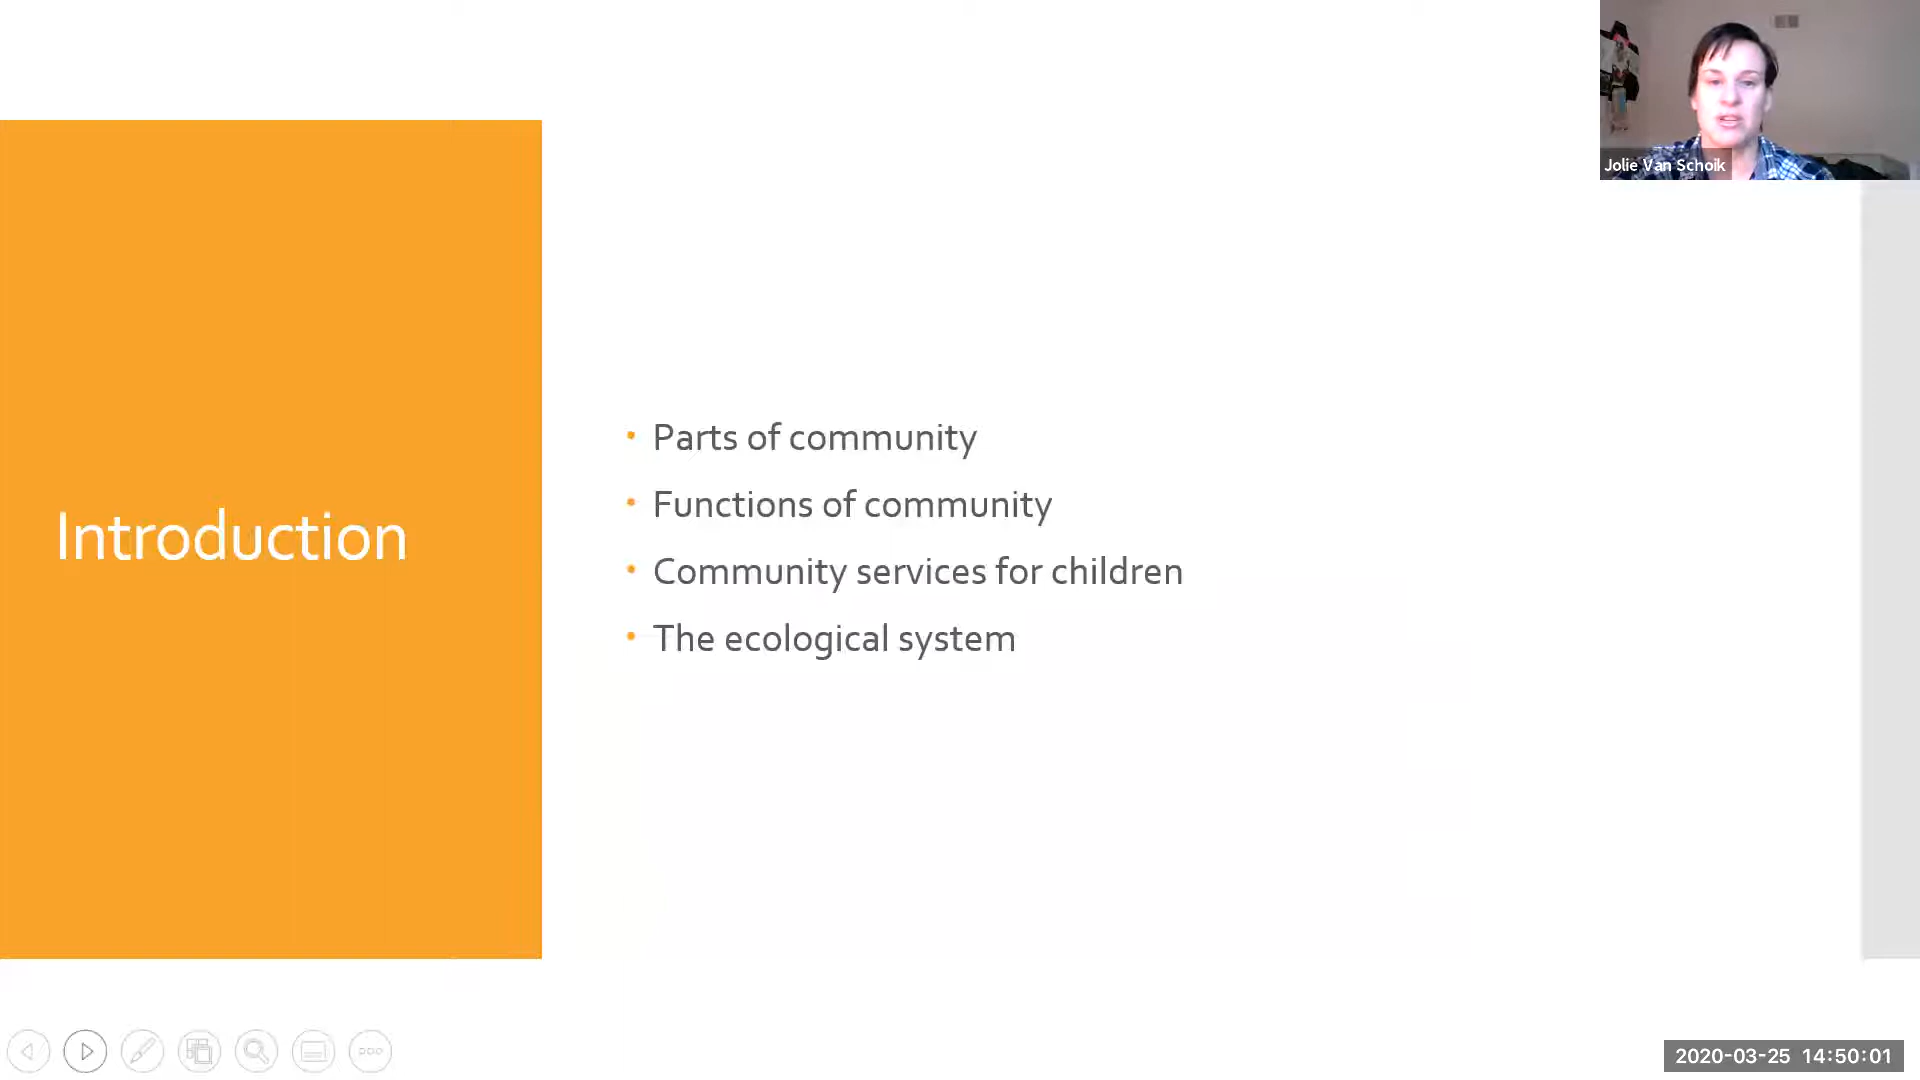 Jolie Van Schoik
Introduction
Parts of community
Functions of community
Community services for children
The ecological system
2020-03-25 14:50:01